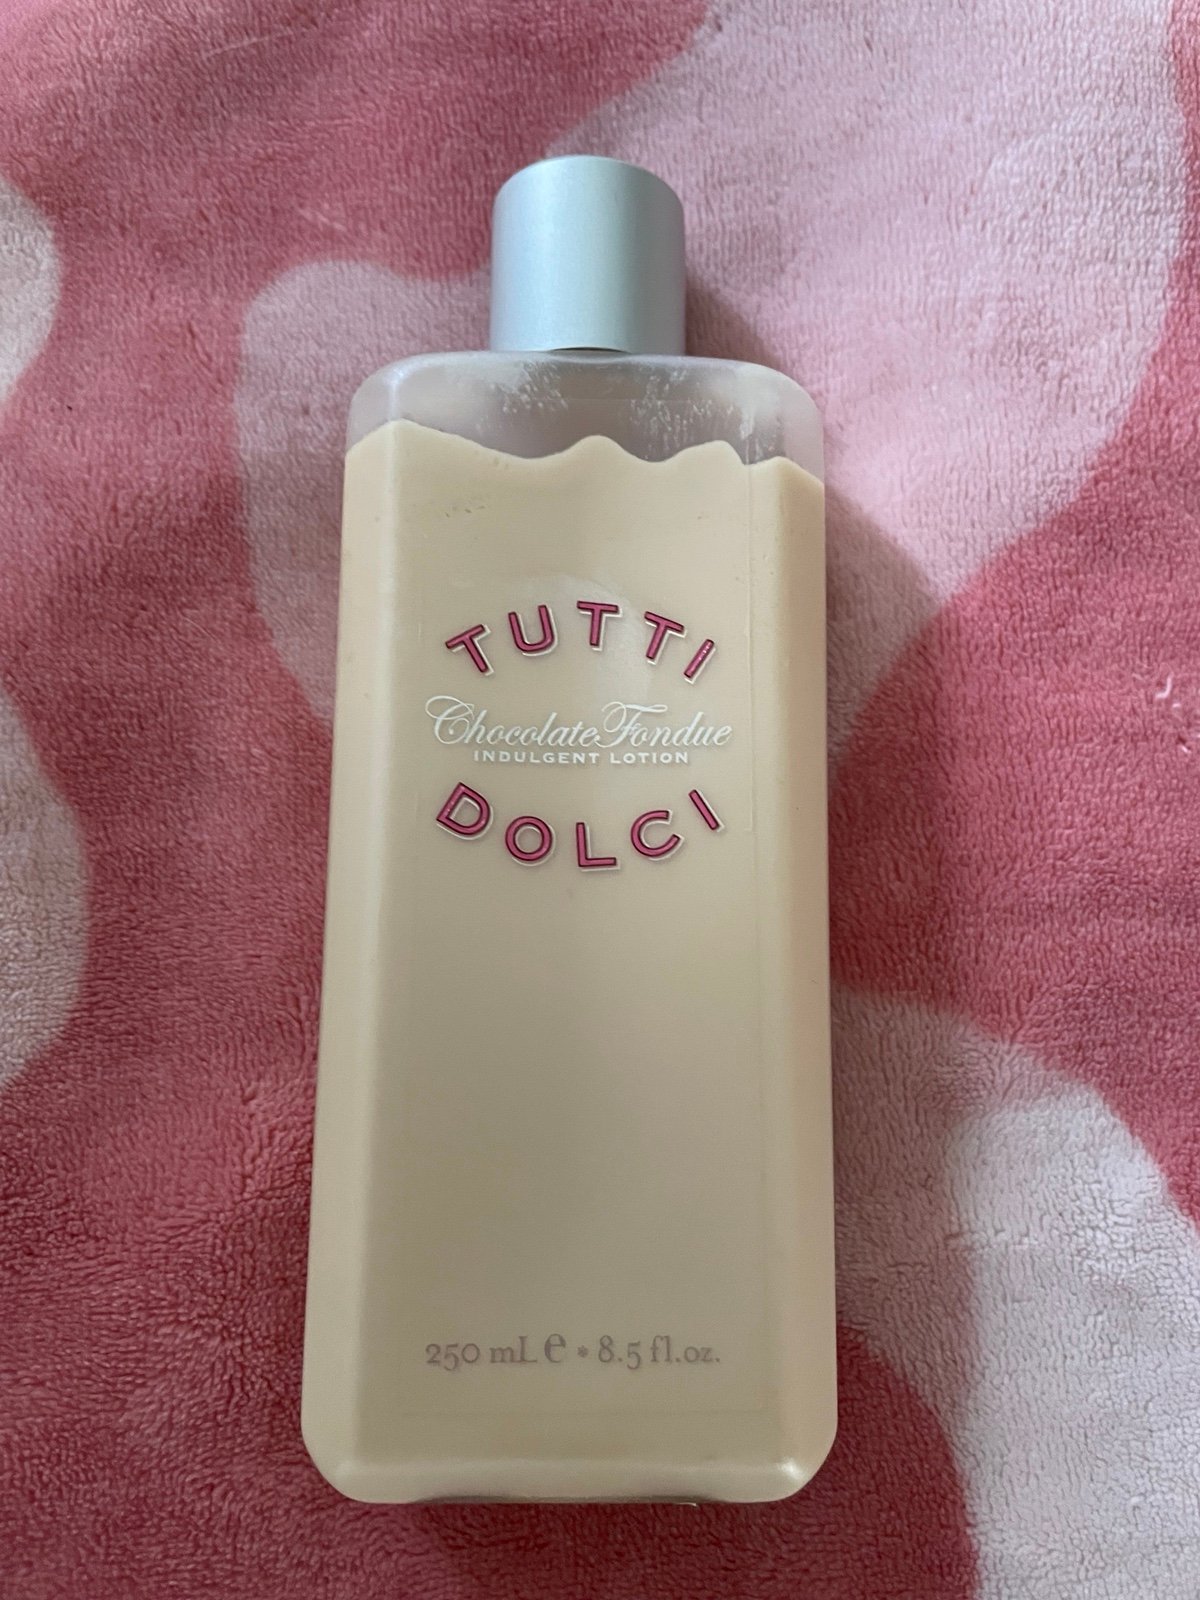 TUTTI
Chocolate Fondue
INDULGENT LOTION
DOLCI
250 mL e * 8.5 fl.oz.